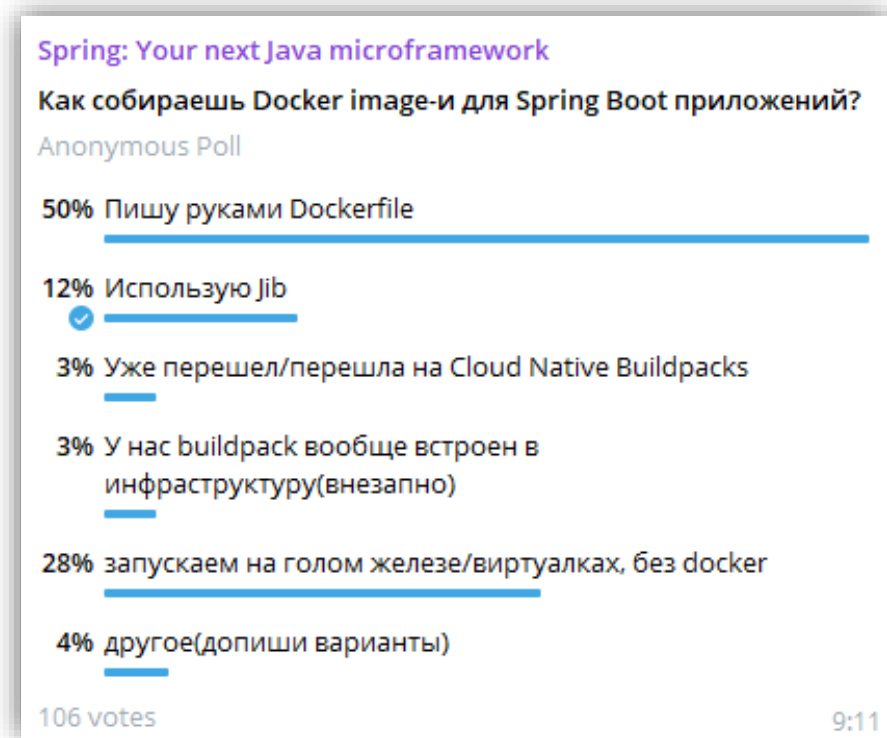 Spring: Your next Java microframework
Как собираешь Docker image-и для Spring Boot приложений?
Anonymous Poll
50% Пишу руками Dockerfile
12% Использую Jib
3% Уже перешел/перешла на Cloud Native Buildpacks
3% У нас buildpack вообще встроен в
инфраструктуру(внезапно)
28% запускаем на голом железе/виртуалках, без docker
4% другое(допиши варианты)
106 votes 9:11